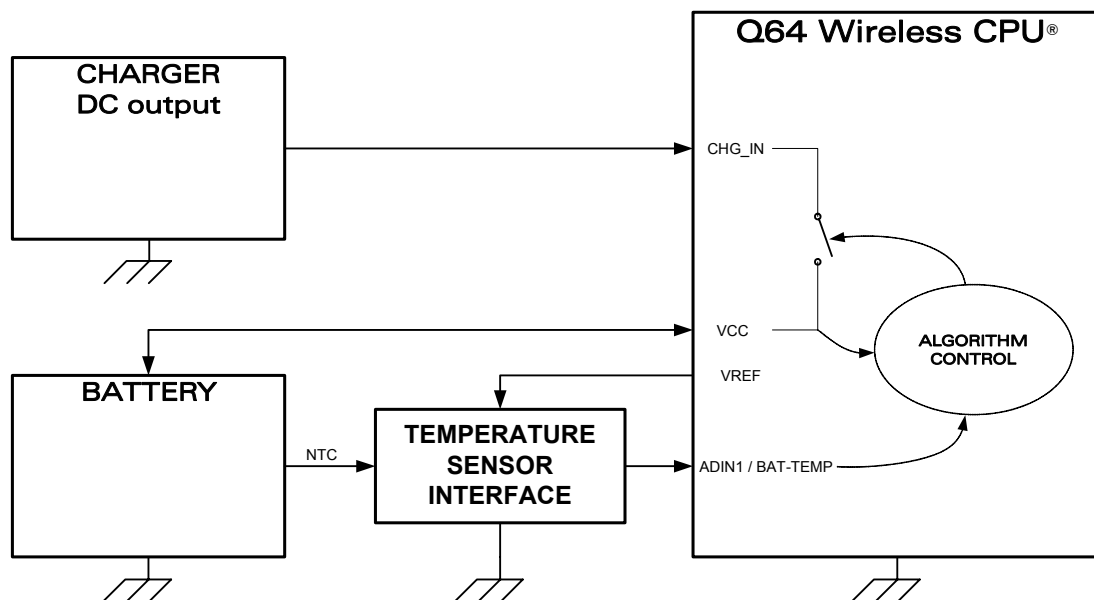 Q64 Wireless CPU®
CHARGER
DC output
CHG_IN
VCC
ALGORITHM
CONTROL
VREF
BATTERY
TEMPERATURE
SENSOR
INTERFACE
NTC
ADIN1 / BAT-TEMP